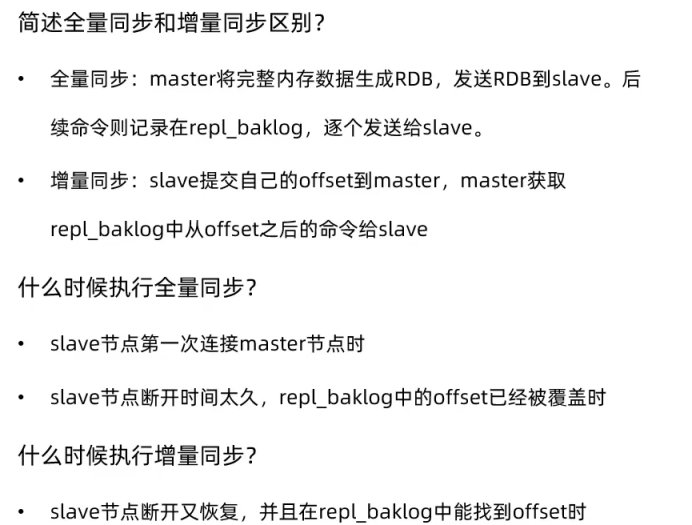 简述全量同步和增量同步区别？
• 全量同步：master将完整内存数据生成RDB，发送RDB到slave。后
续命令则记录在repl_baklog，逐个发送给slave。
• 增量同步：slave提交自己的offset到master，master获取
repl_baklog中从offset之后的命令给slave
什么时候执行全量同步？
• slave节点第一次连接master节点时
• slave节点断开时间太久，repl_baklog中的offset已经被覆盖时
什么时候执行增量同步？
• slave节点断开又恢复，并且在repl_baklog中能找到offset时